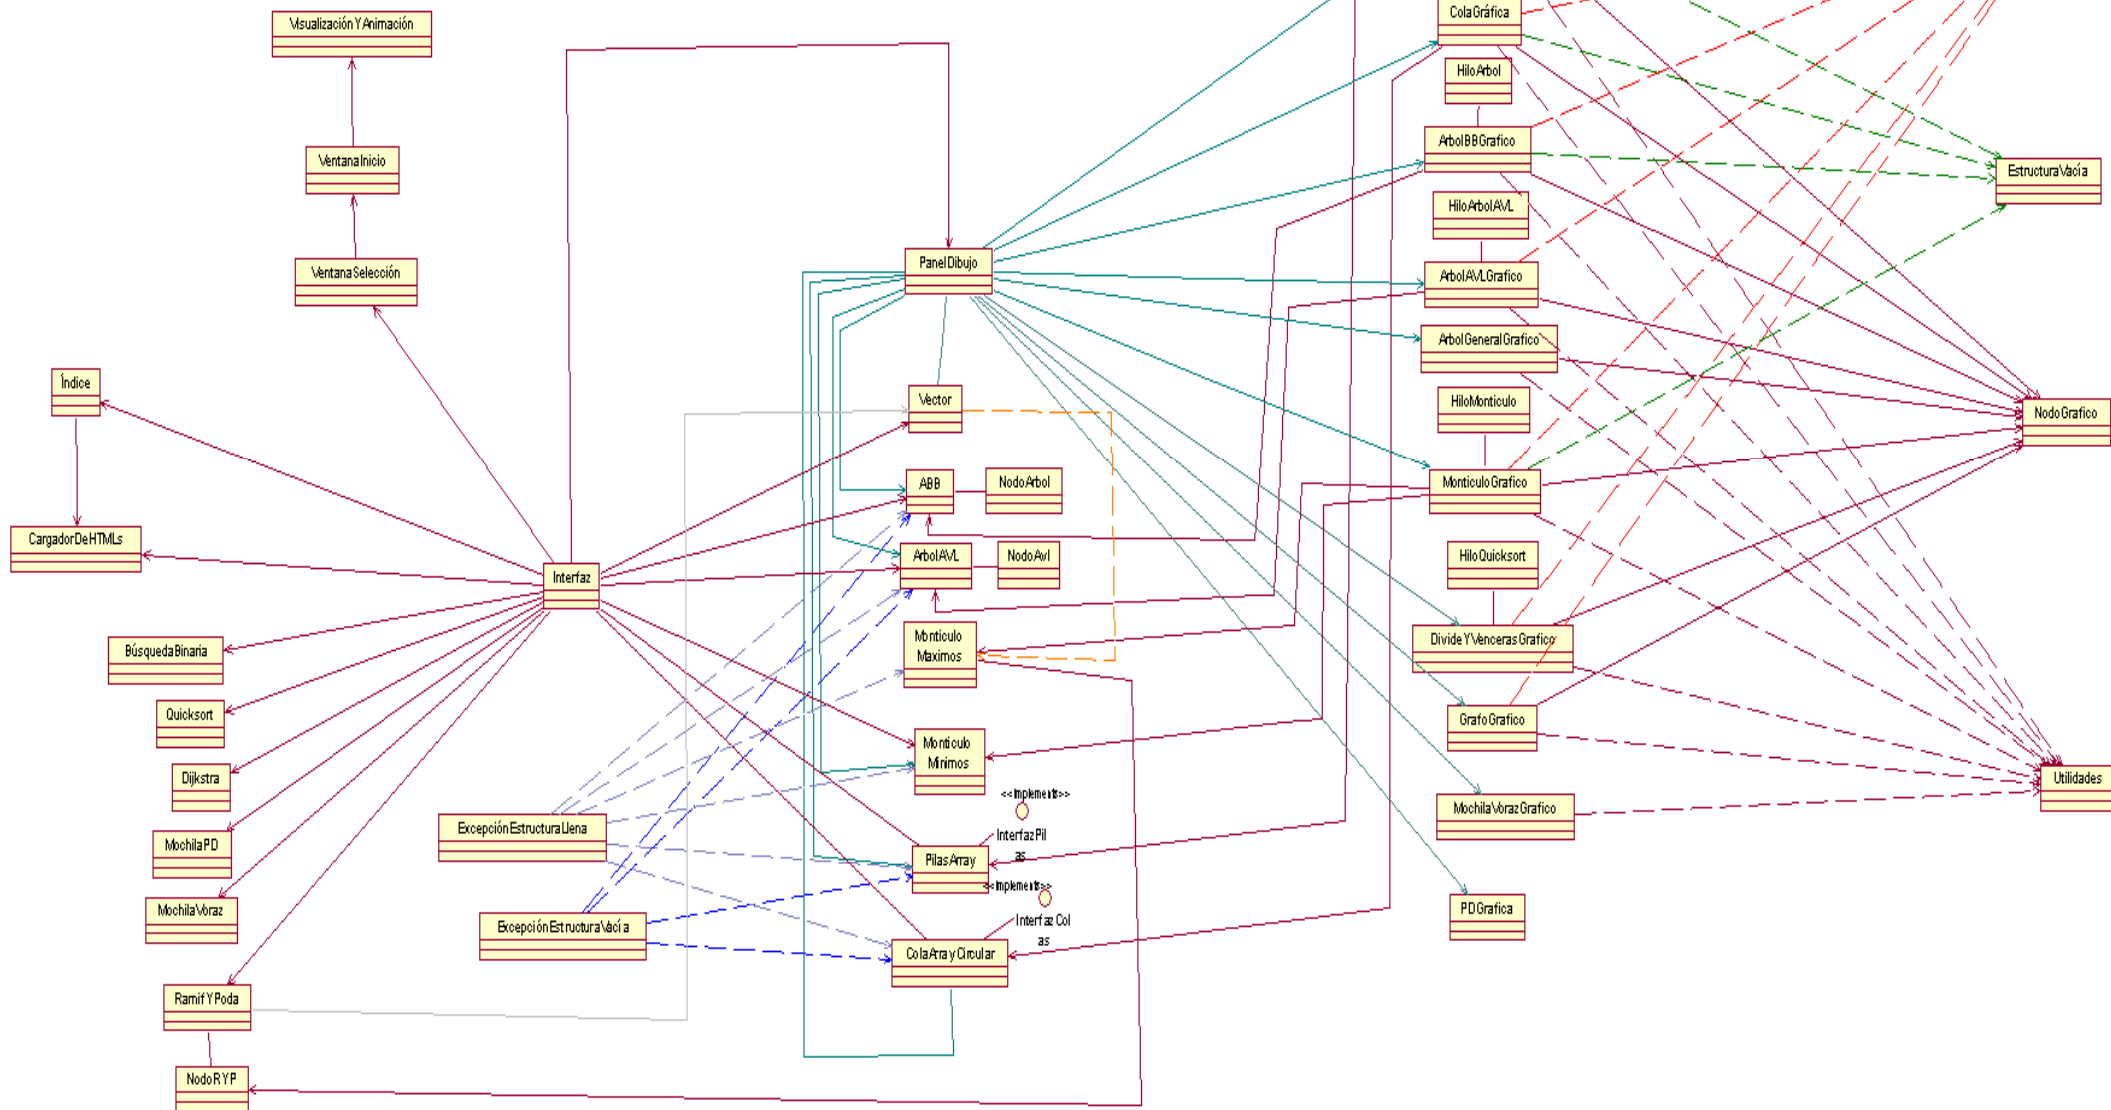 Visualización Y Animación
ColaGráfica
HiloArbol
VentanaInicio
ArbolBBGrafico
EstructuraVacía
HiloArbolAVL
VentanaSelección
PanelDibujo
ArbolAVLGrafico
ArbolGeneralGrafico
Índice
Vector
HiloMonticulo
NodoGrafico
ABB
NodoArbol
MonticuloGrafico
CargadorDeHTMLs
Interfaz
ArbolAVL
NodoAvl
HiloQuicksort
BúsquedaBinaria
Monticulo
Maximos
DivideYVencerasGrafico
Quicksort
GrafoGrafico
Monticulo
Minimos
Dijkstra
Utilidades
<<Implements>>
MochilaVorazGrafico
ExcepciónEstructuraLlena
InterfazPil
as
MochilaPD
PilasArray
<<Implements>>
MochilaVoraz
PDGrafica
ExcepciónEstructuraVacía
InterfazCol
as
ColaArrayCircular
RamifYPoda
NodoRYP